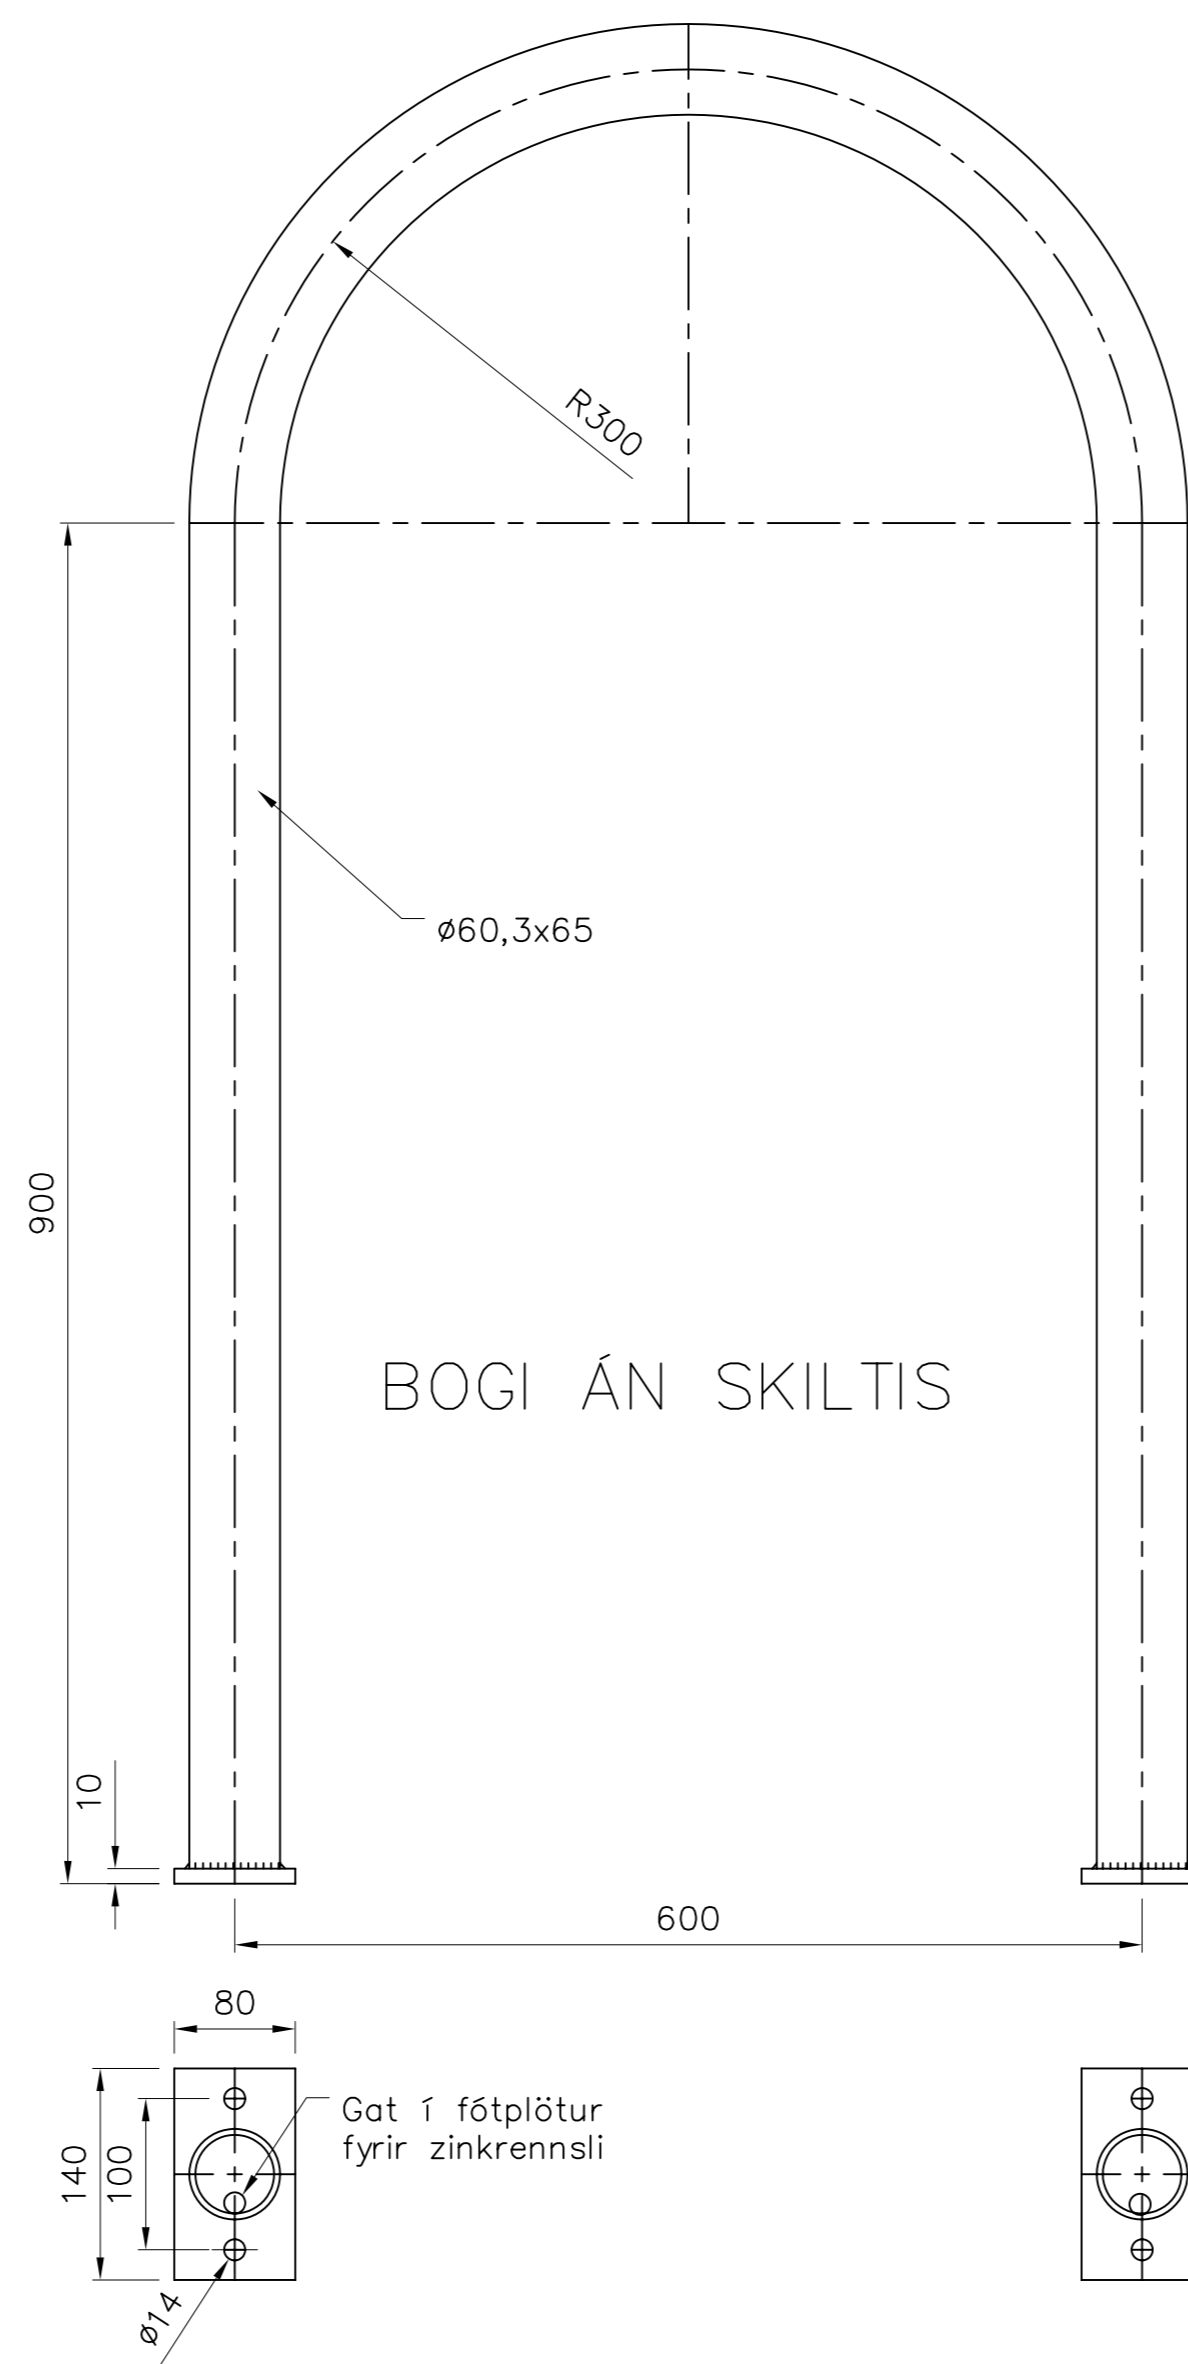 R300
ø60,3x65
900
BOGI ÁN SKILTIS
10
600
80
Gat í fótplötur
fyrir zinkrennsli
140
100
ø14